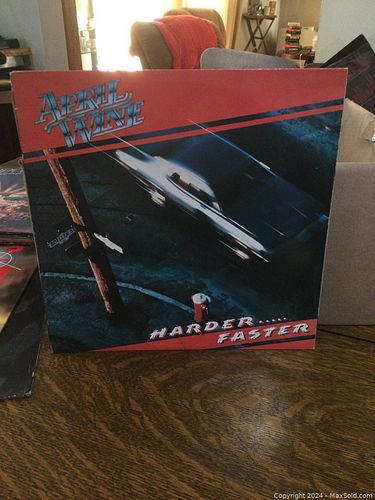 APRIL
WINE
HARDER.....
FASTER
Copyright 2024 - MaxSold.com